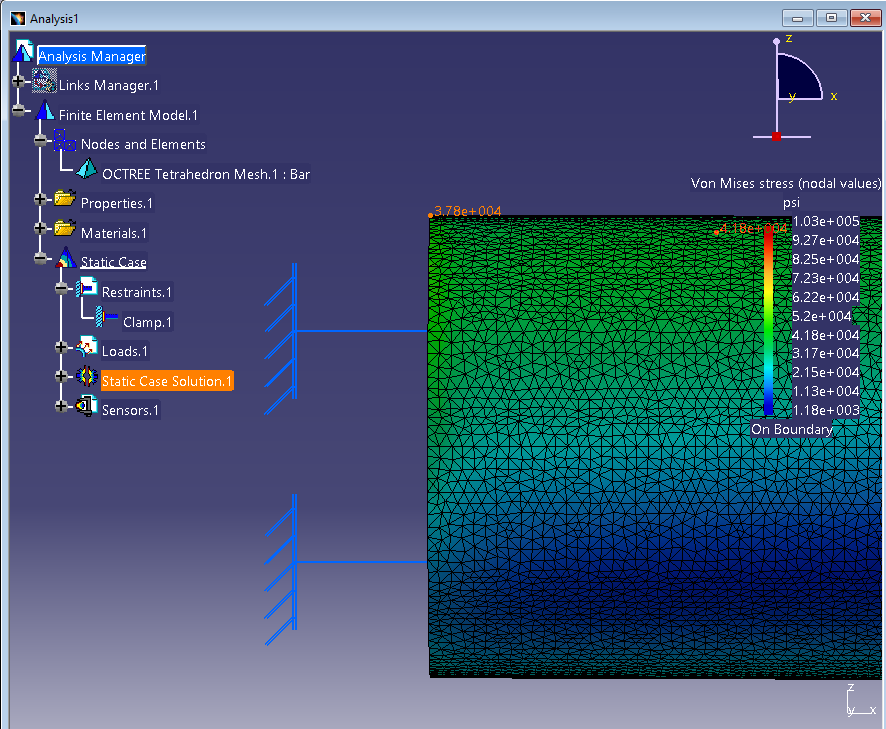 Analysis1
Analysis Manager
Links Manager.1
Finite Element Model.1
Nodes and Elements
OCTREE Tetrahedron Mesh.1 : Bar
Properties.1
Materials.1
Static Case
Restraints.1
Clamp.1
Loads.1
Static Case Solution.1
Sensors.1
z
y x
Von Mises stress (nodal values)
psi
3.78e+004
4.18e+004
1.03e+005
9.27e+004
8.25e+004
7.23e+004
6.22e+004
5.2e+004
4.18e+004
3.17e+004
2.15e+004
1.13e+004
1.18e+003
On Boundary
z
y x